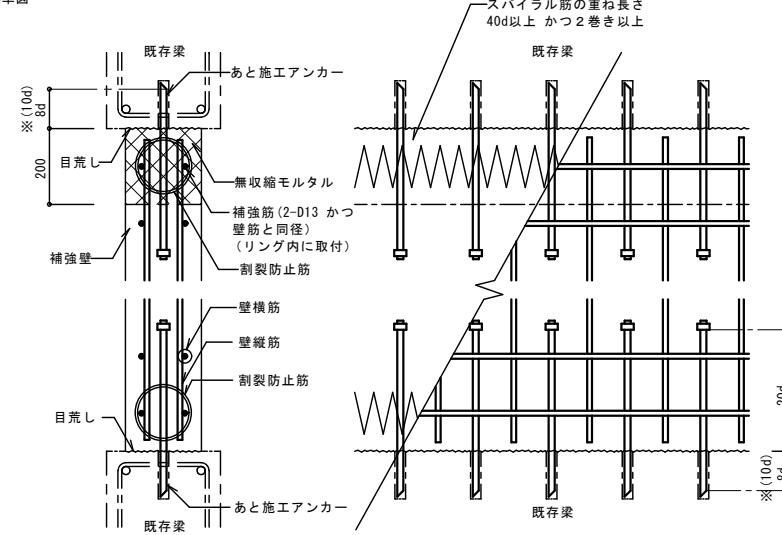 スパイラル筋の重ね長さ
40d以上 かつ２巻き以上
既存梁
既存梁
あと施工アンカー
※(10d)
8d
200
目荒し
無収縮モルタル
補強筋(2-D13 かつ
壁筋と同径)
(リング内に取付)
補強壁
割裂防止筋
壁横筋
壁縦筋
割裂防止筋
目荒し
20d
※(10d)
8d
あと施工アンカー
既存梁
既存梁